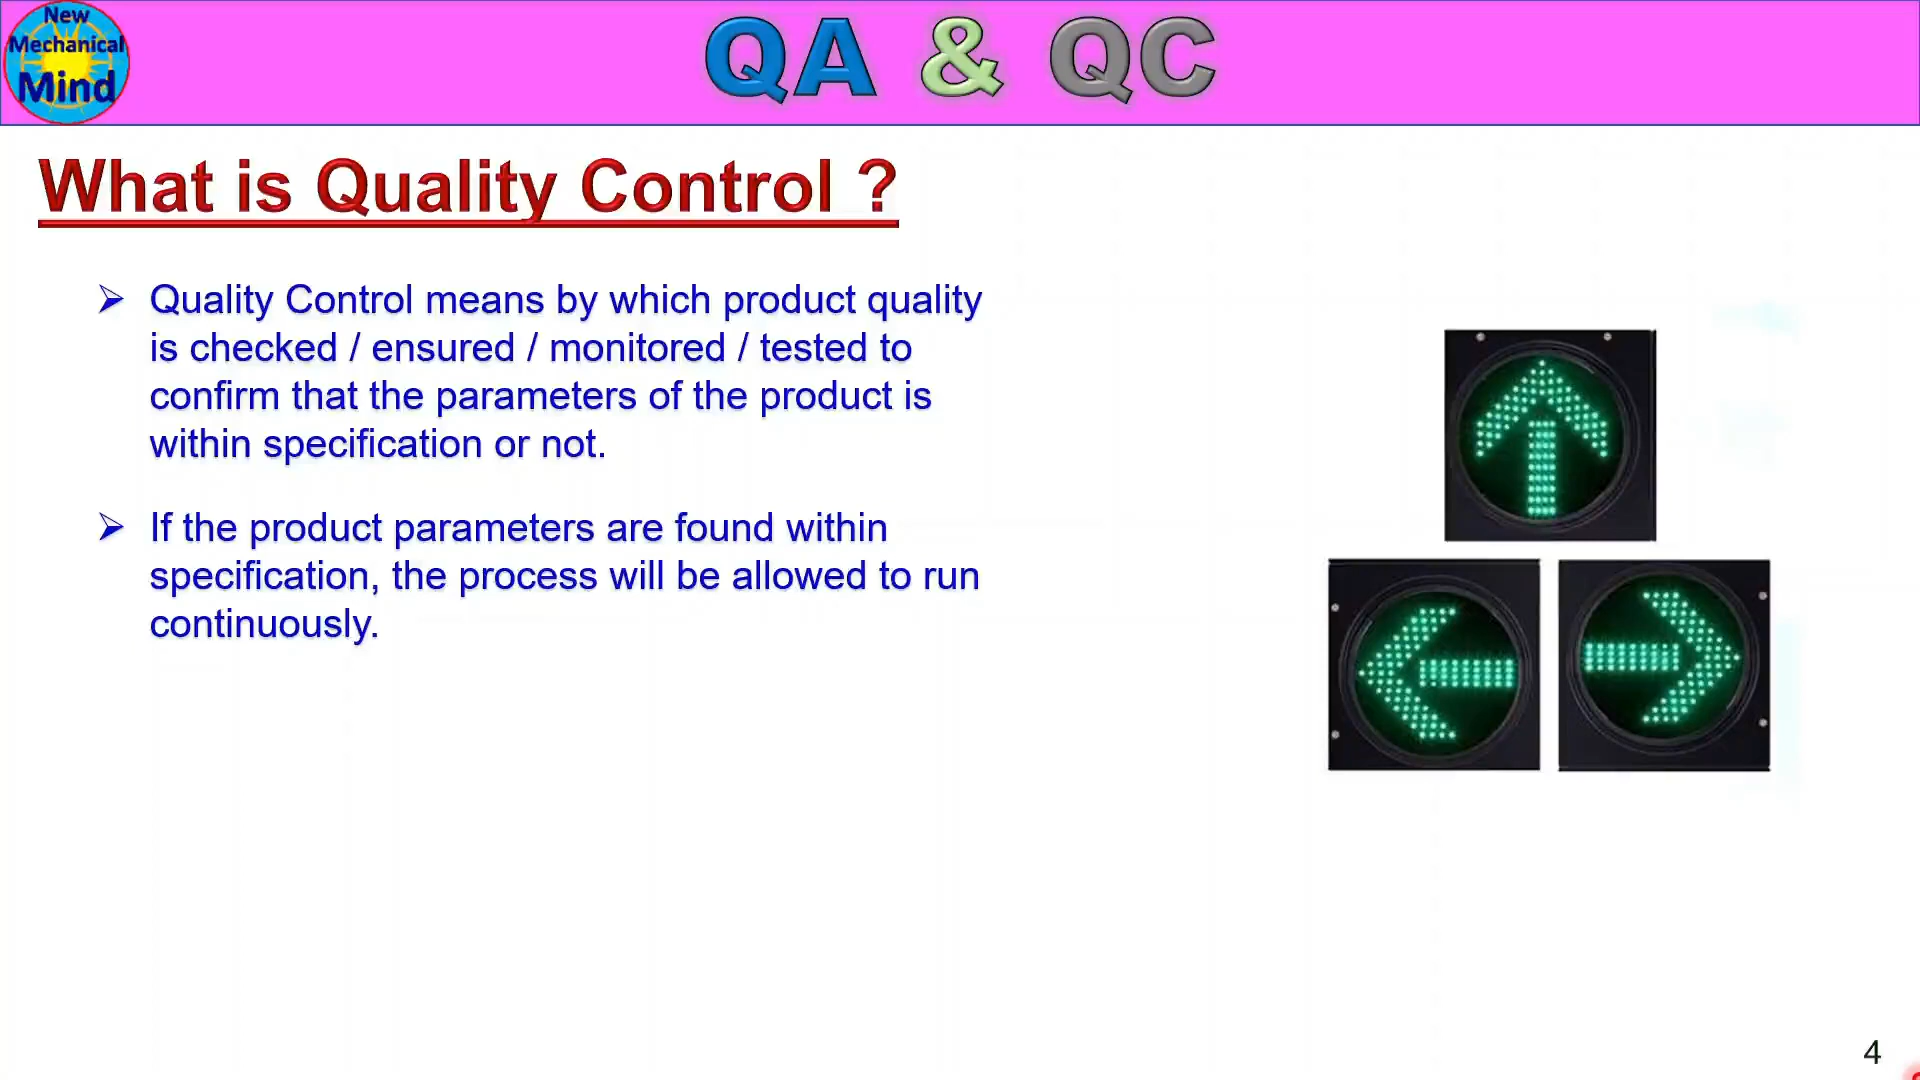 New
Mechanical
Mind
QA & QC
What is Quality Control ?
➢ Quality Control means by which product quality
is checked / ensured / monitored / tested to
confirm that the parameters of the product is
within specification or not.
➢ If the product parameters are found within
specification, the process will be allowed to run
continuously.
4